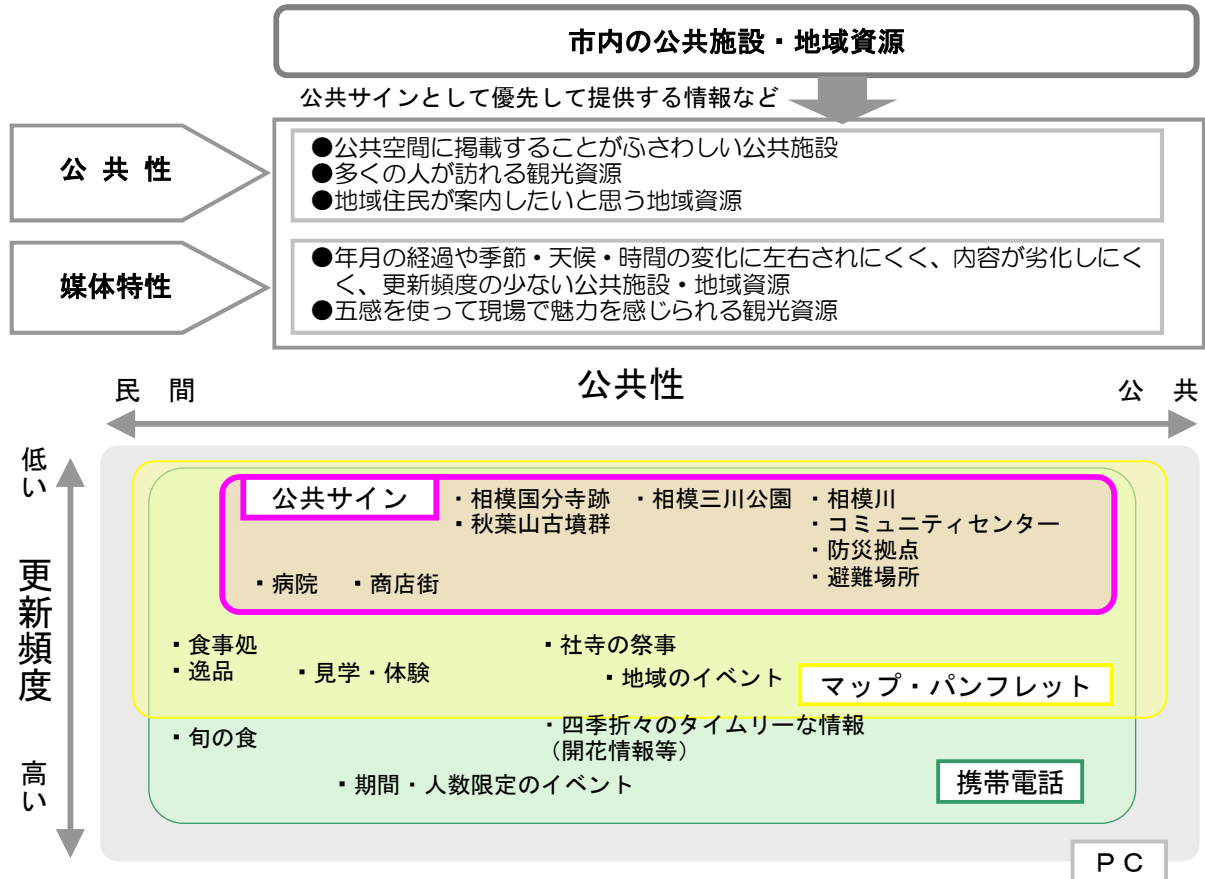 市内の公共施設・地域資源
公共サインとして優先して提供する情報など
公 共 性
●公共空間に掲載することがふさわしい公共施設
●多くの人が訪れる観光資源
●地域住民が案内したいと思う地域資源
媒体特性
●年月の経過や季節・天候・時間の変化に左右されにくく、内容が劣化しにく
く、更新頻度の少ない公共施設・地域資源
●五感を使って現場で魅力を感じられる観光資源
民 間
公共性
公 共
低い
更新頻度
高い
公共サイン
・相模国分寺跡
・秋葉山古墳群
・相模三川公園
・相模川
・コミュニティセンター
・防災拠点
・避難場所
・病院
・商店街
・食事処
・逸品
・見学・体験
・社寺の祭事
・地域のイベント
マップ・パンフレット
・旬の食
・四季折々のタイムリーな情報
（開花情報等）
・期間・人数限定のイベント
携帯電話
ＰＣ